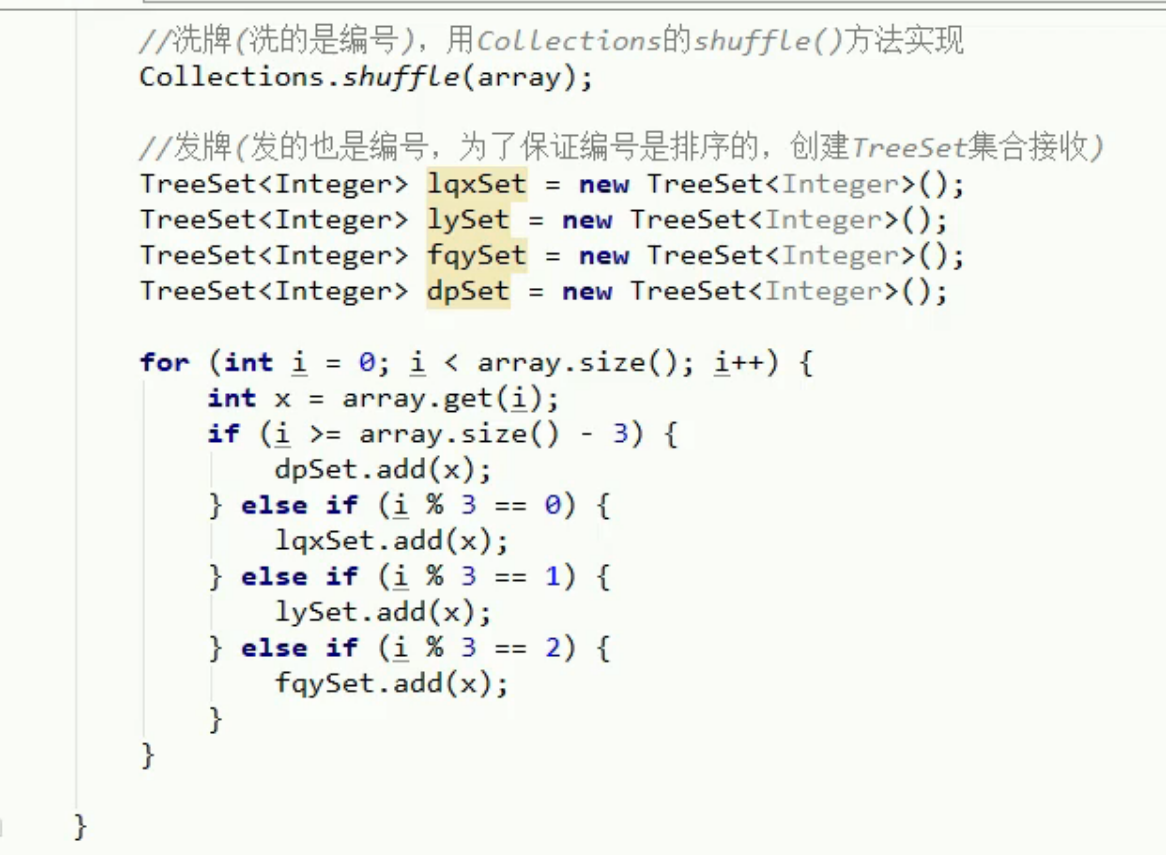 //洗牌(洗的是编号)，用Collections的shuffle()方法实现
Collections.shuffle(array);
//发牌(发的也是编号，为了保证编号是排序的，创建TreeSet集合接收)
TreeSet<Integer> lqxSet = new TreeSet<Integer>();
TreeSet<Integer> lySet = new TreeSet<Integer>();
TreeSet<Integer> fqySet = new TreeSet<Integer>();
TreeSet<Integer> dpSet = new TreeSet<Integer>();
for (int i = 0; i < array.size(); i++) {
int x = array.get(i);
if (i >= array.size() - 3) {
dpSet.add(x);
} else if (i % 3 == 0) {
lqxSet.add(x);
} else if (i % 3 == 1) {
lySet.add(x);
} else if (i % 3 == 2) {
fqySet.add(x);
}
}
}